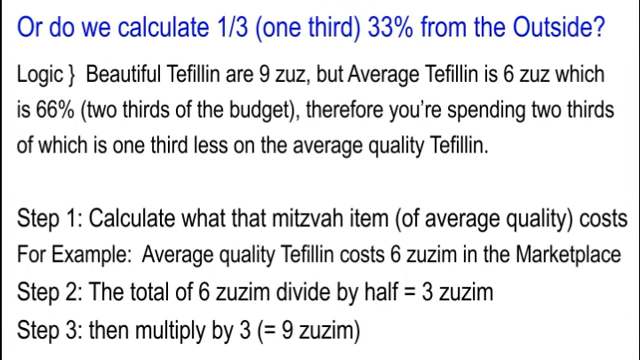 Or do we calculate 1/3 (one third) 33% from the Outside?
Logic } Beautiful Tefillin are 9 zuz, but Average Tefillin is 6 zuz which
is 66% (two thirds of the budget), therefore you're spending two thirds
of which is one third less on the average quality Tefillin.
Step 1: Calculate what that mitzvah item (of average quality) costs
For Example: Average quality Tefillin costs 6 zuzim in the Marketplace
Step 2: The total of 6 zuzim divide by half = 3 zuzim
Step 3: then multiply by 3 (= 9 zuzim)